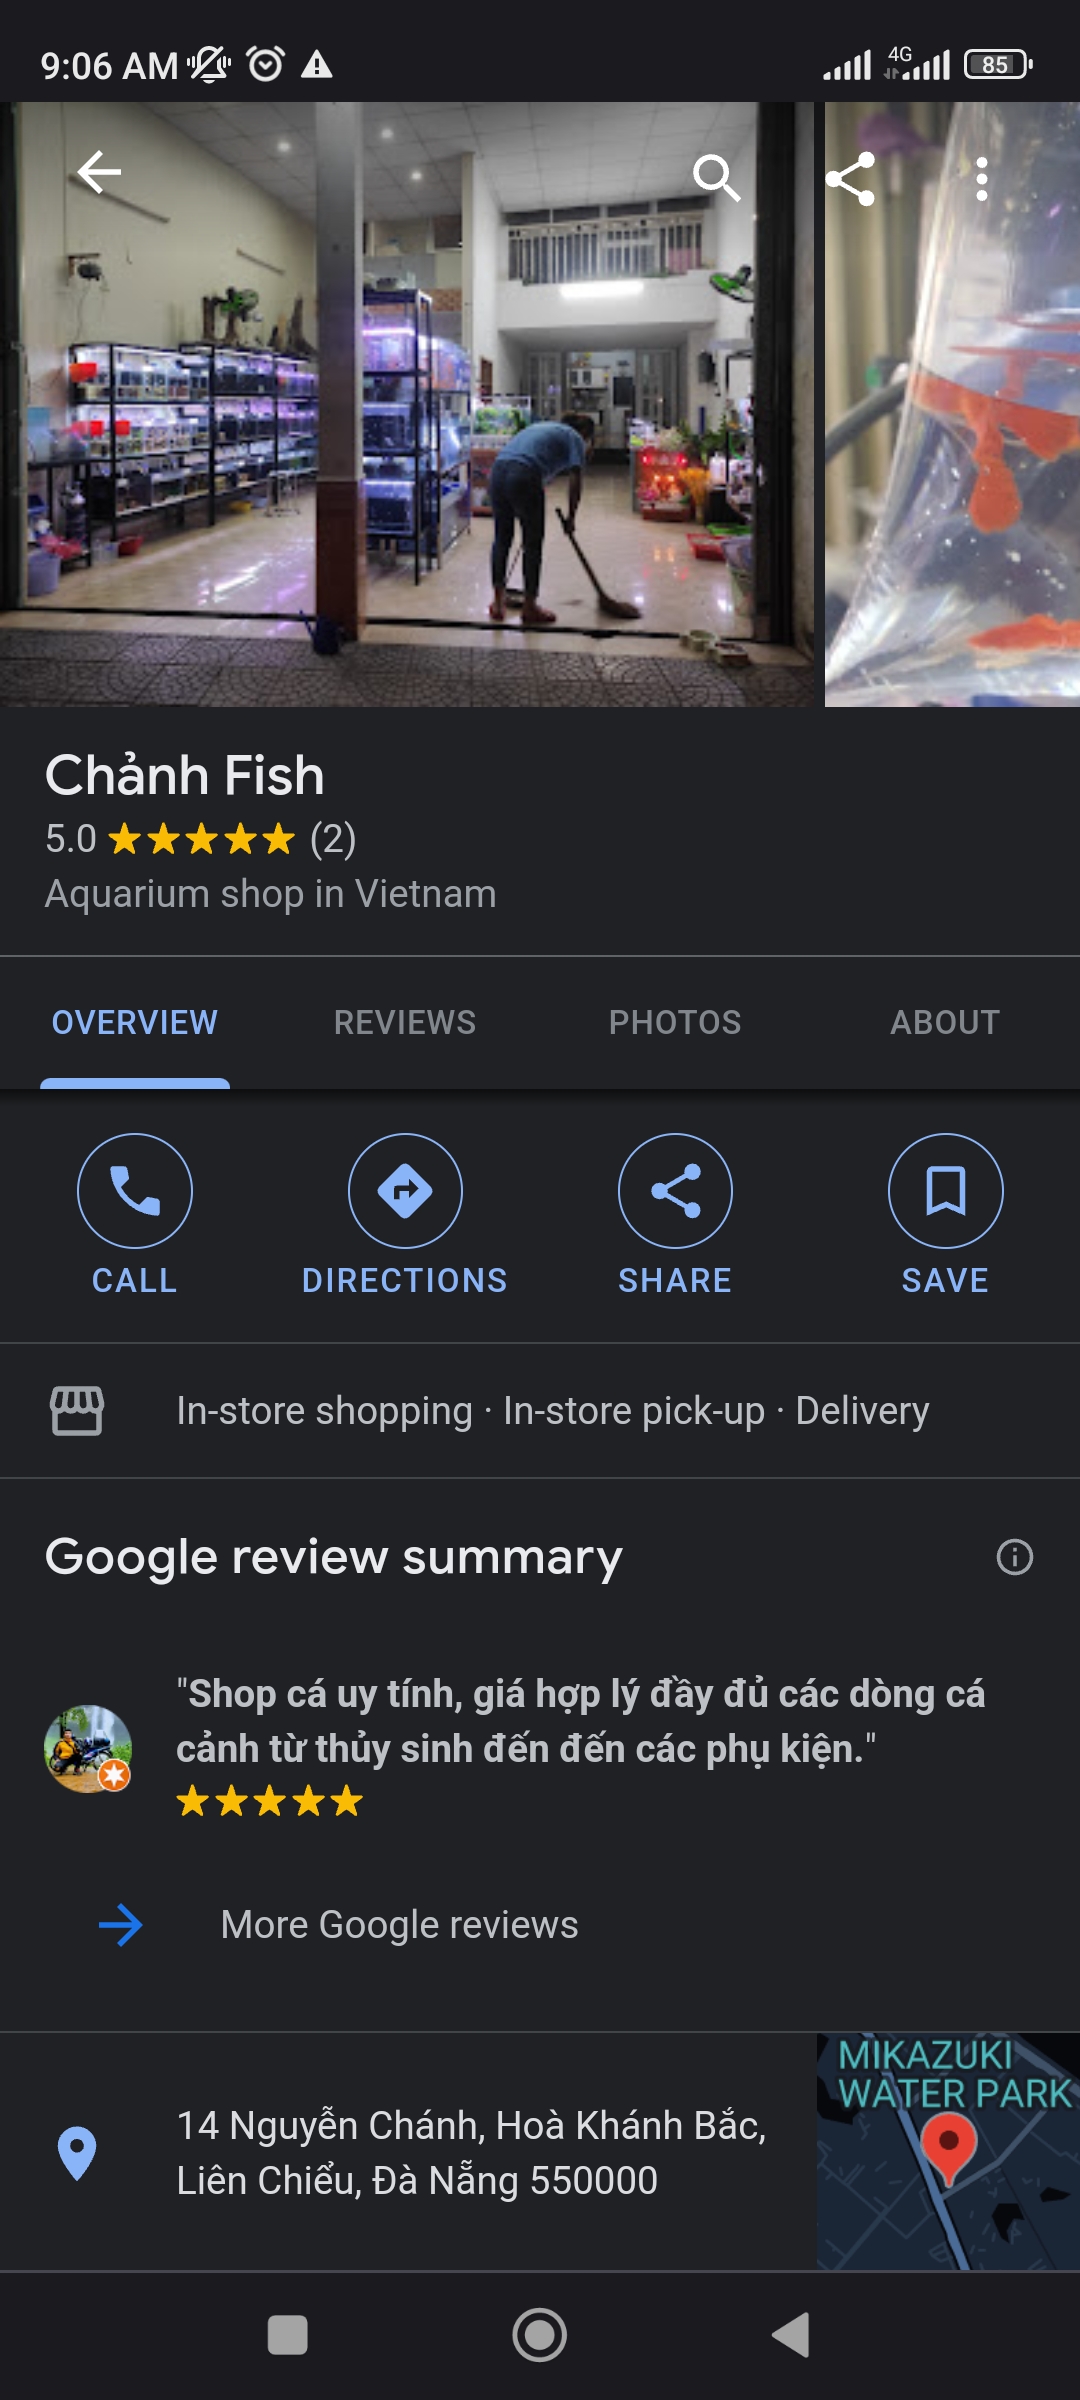 9:06 AM
4G
85
Chảnh Fish
5.0 (2)
Aquarium shop in Vietnam
OVERVIEW REVIEWS PHOTOS ABOUT
CALL DIRECTIONS SHARE SAVE
In-store shopping · In-store pick-up · Delivery
Google review summary
"Shop cá uy tính, giá hợp lý đầy đủ các dòng cá
cảnh từ thủy sinh đến đến các phụ kiện."
More Google reviews
14 Nguyễn Chánh, Hoà Khánh Bắc,
Liên Chiểu, Đà Nẵng 550000
MIKAZUKI
WATER PARK